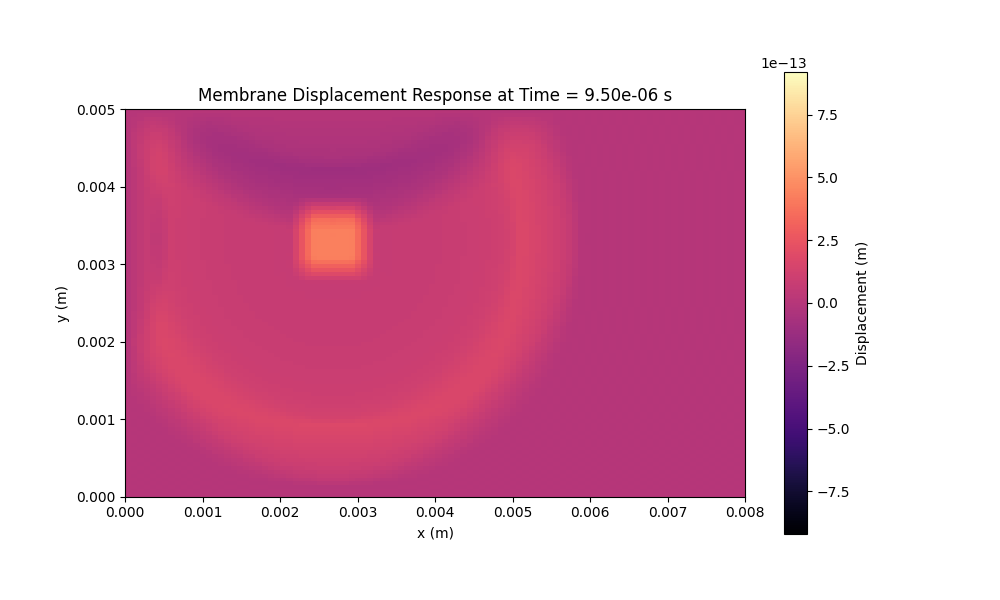 1e−13
Membrane Displacement Response at Time = 9.50e-06 s
0.005
0.004
0.003
0.002
0.001
0.000
y (m)
0.000 0.001 0.002 0.003 0.004 0.005 0.006 0.007 0.008
x (m)
7.5
5.0
2.5
0.0
−2.5
−5.0
−7.5
Displacement (m)